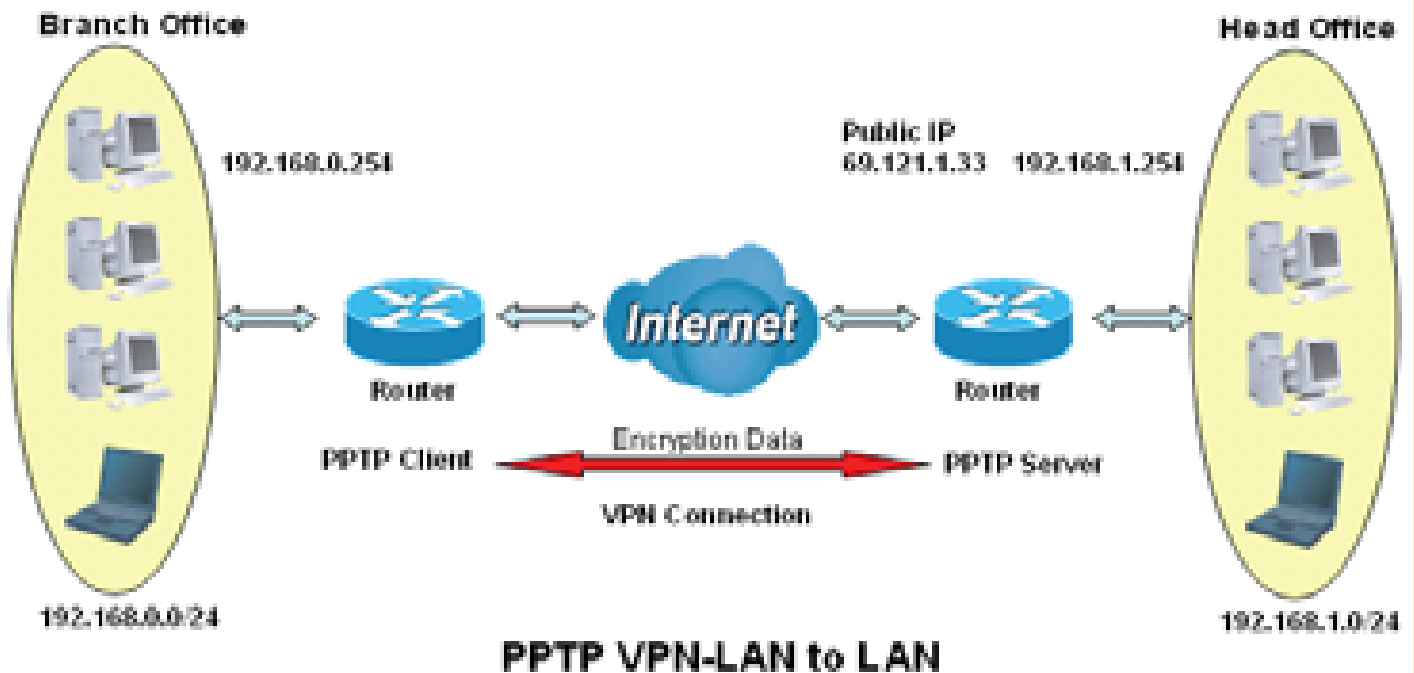 Branch Office
Head Office
Public IP
192.168.0.254
69.121.1.33
192.168.1.254
Internet
Router
Router
Encryption Data
PPTP Client
PPTP Server
VPN Connection
192.168.0.0/24
192.168.1.0/24
PPTP VPN-LAN to LAN